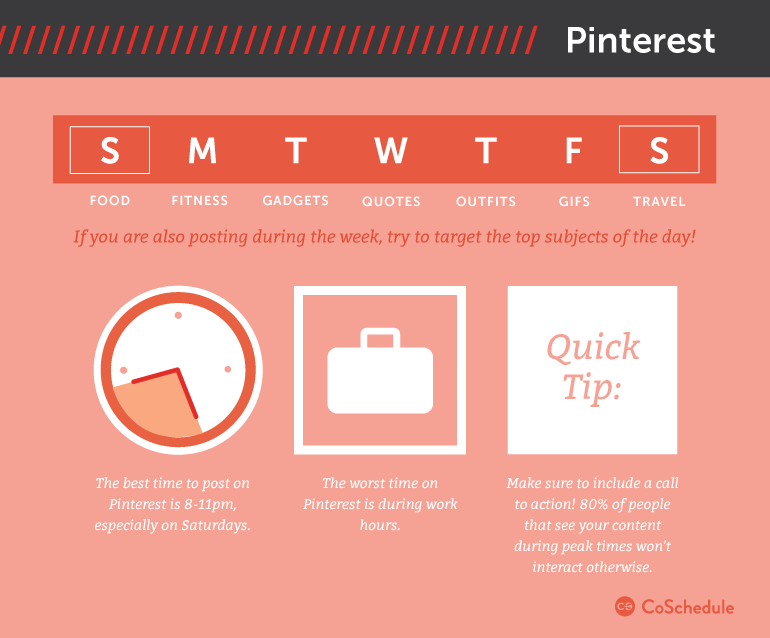 Pinterest
S M T W T F S
FOOD FITNESS GADGETS QUOTES OUTFITS GIFS TRAVEL
If you are also posting during the week, try to target the top subjects of the day!
Quick
Tip:
The best time to post on
Pinterest is 8-11pm,
especially on Saturdays.
The worst time on
Pinterest is during work
hours.
Make sure to include a call
to action! 80% of people
that see your content
during peak times won't
interact otherwise.
CoSchedule